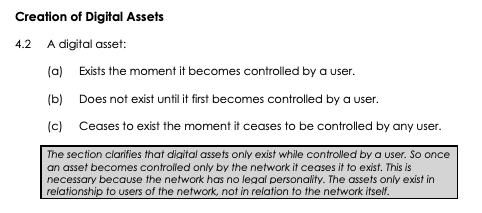 Creation of Digital Assets
4.2 A digital asset:
(a) Exists the moment it becomes controlled by a user.
(b) Does not exist until it first becomes controlled by a user.
(c) Ceases to exist the moment it ceases to be controlled by any user.
The section clarifies that digital assets only exist while controlled by a user. So once
an asset becomes controlled only by the network it ceases it to exist. This is
necessary because the network has no legal personality. The assets only exist in
relationship to users of the network, not in relation to the network itself.